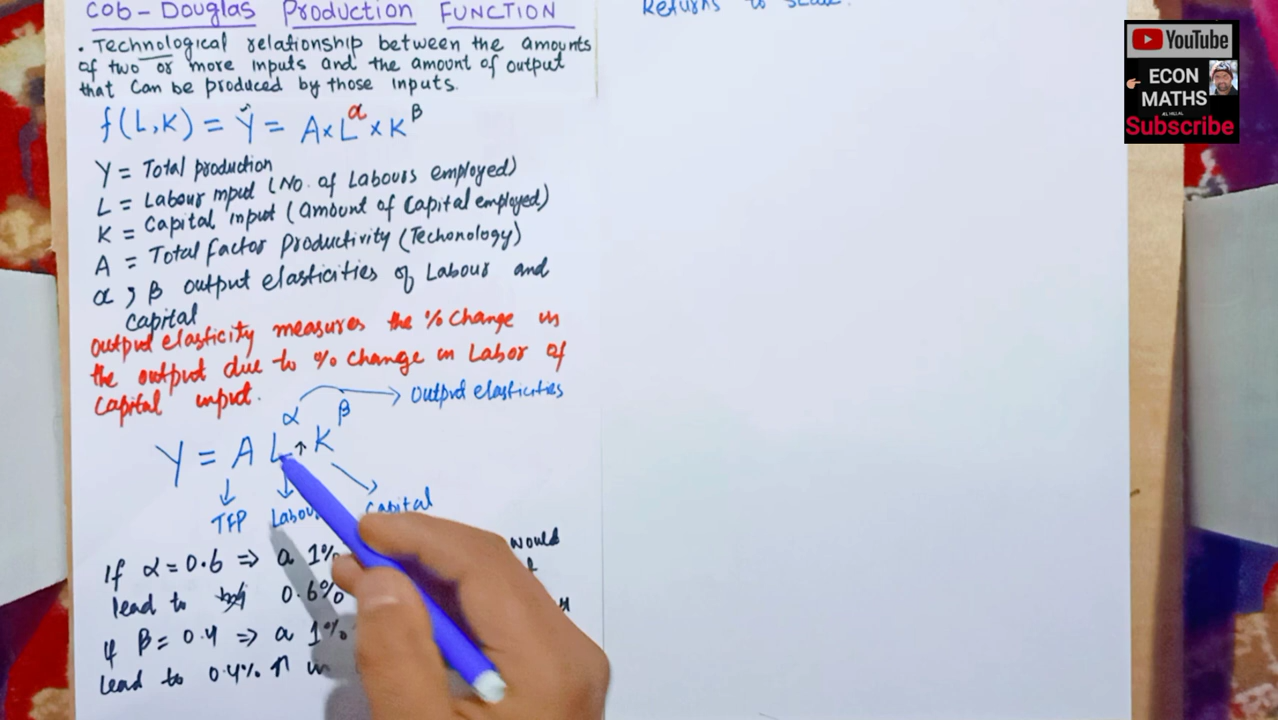 Cob-Douglas Production FUNCTION
. Technological relationship between the amounts
of two or more inputs and the amount of output
that can be produced by those inputs.
f(L,K) = Y = A×L^α × K^β
Y = Total production
L = Labour input (No. of Labours employed)
K = Capital input (amount of Capital employed)
A = Total factor Productivity (Techonology)
α, β output elasticities of Labour and
capital
output elasticity measures the % change in
the output due to % change in Labor of
Capital input.
α β → output elasticities
Y = A L ↑ K
TFP Labou Capital
If α = 0.6 ⇒ a 1% would
lead to 0.6%
If β = 0.4 ⇒ a 1%
lead to 0.4% ↑ in
Returns to scale.
YouTube
ECON
MATHS
Subscribe